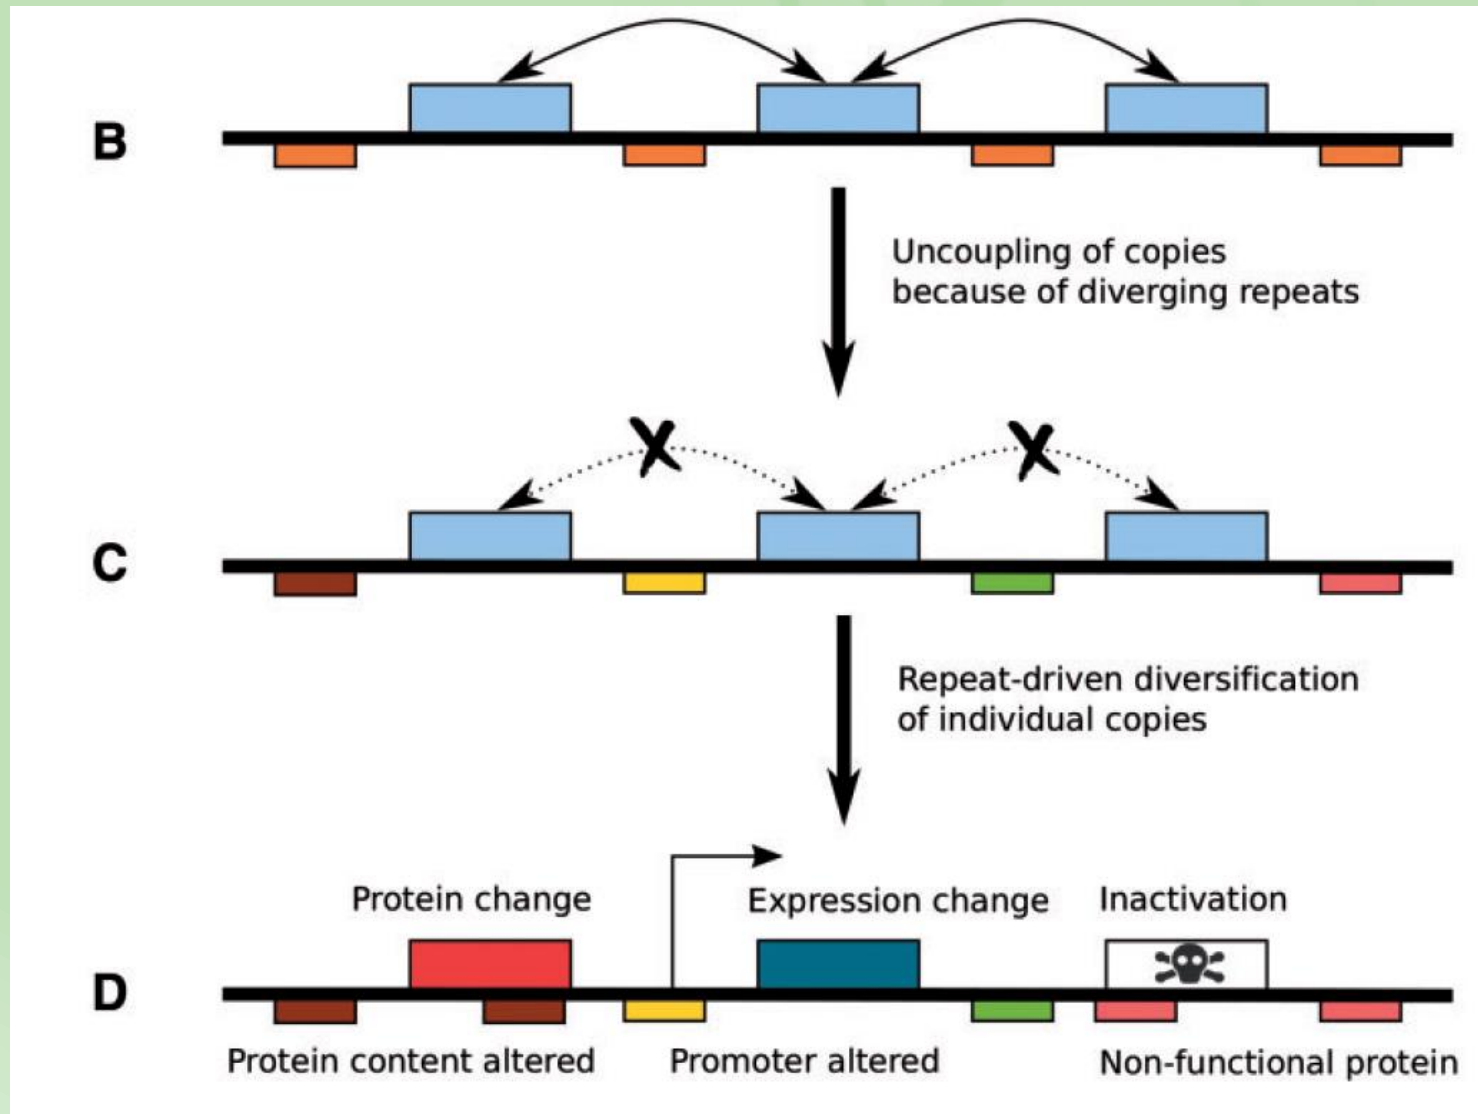 B
Uncoupling of copies
because of diverging repeats
C
Repeat-driven diversification
of individual copies
Protein change
Expression change
Inactivation
D
Protein content altered
Promoter altered
Non-functional protein